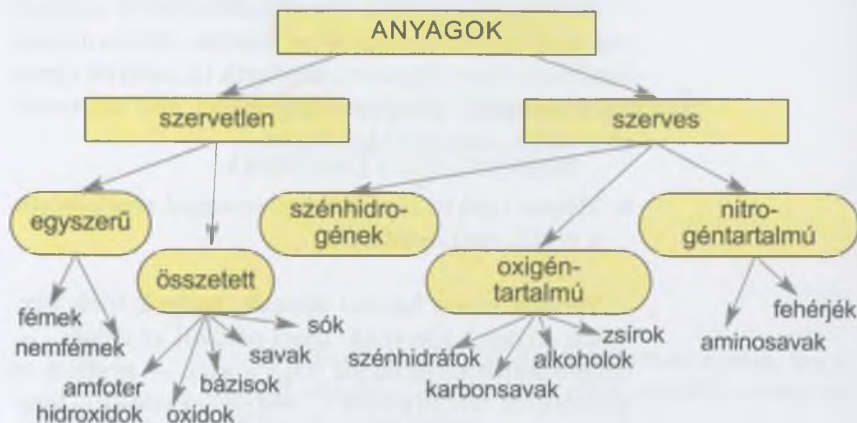 ANYAGOK
szervetlen
szerves
egyszerű
összetett
szénhidro-
gének
oxigén-
tartalmú
nitro-
géntartalmú
fémek
nemfémek
amfoter
hidroxidok
oxidok
bázisok
savak
sók
szénhidrátok
karbonsavak
alkoholok
zsírok
aminosavak
fehérjék